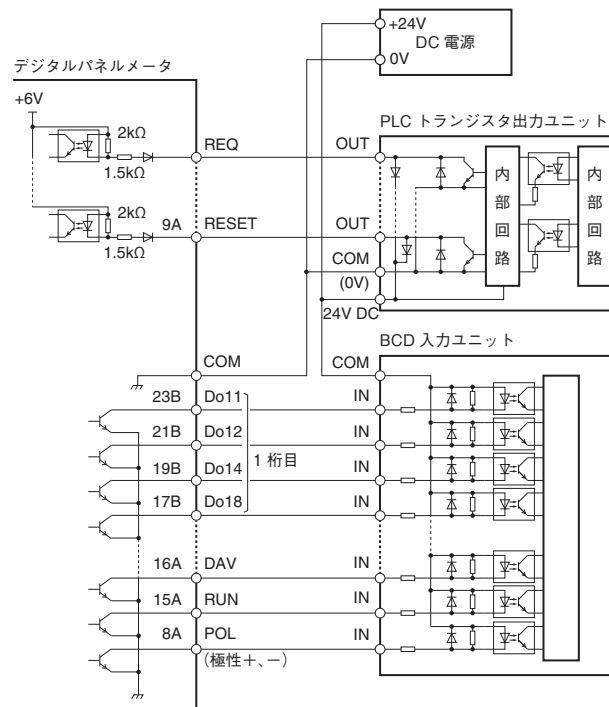 +24V
DC 電源
0V
デジタルパネルメータ
+6V
PLC トランジスタ出力ユニット
2kΩ
REQ
OUT
1.5kΩ
内部回路
内部回路
2kΩ
9A
RESET
OUT
1.5kΩ
COM
(0V)
24V DC
BCD 入力ユニット
COM
COM
23B
Do11
IN
21B
Do12
IN
1 桁目
19B
Do14
IN
17B
Do18
IN
16A
DAV
IN
15A
RUN
IN
8A
POL
IN
(極性+、−)